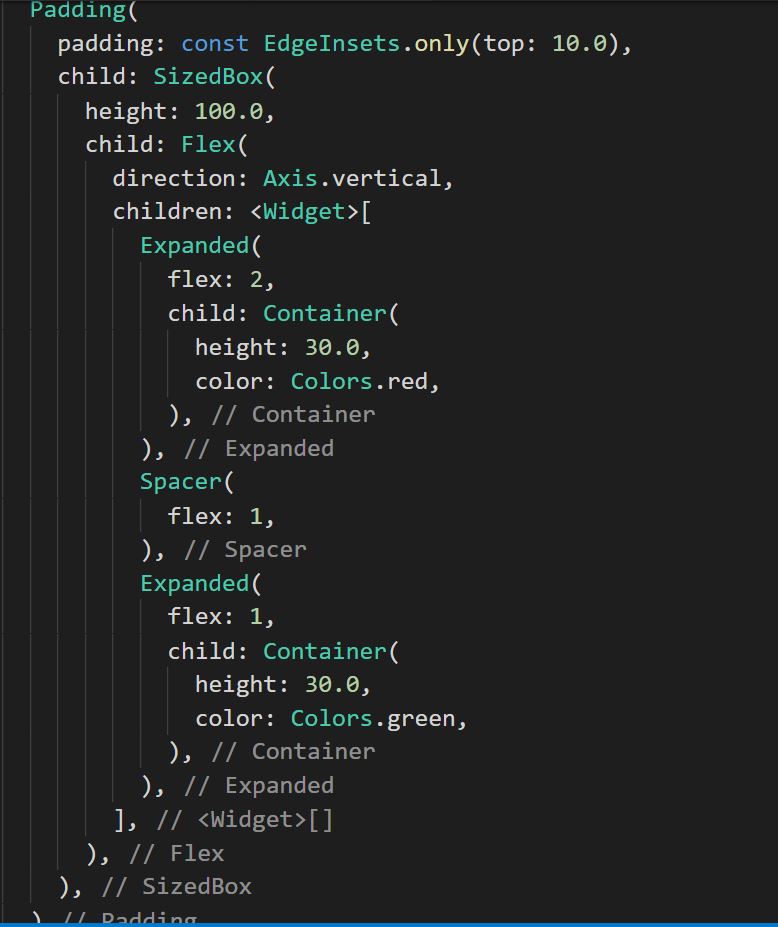 Padding(
padding: const EdgeInsets.only(top: 10.0),
child: SizedBox(
height: 100.0,
child: Flex(
direction: Axis.vertical,
children: <Widget>[
Expanded(
flex: 2,
child: Container(
height: 30.0,
color: Colors.red,
), // Container
), // Expanded
Spacer(
flex: 1,
), // Spacer
Expanded(
flex: 1,
child: Container(
height: 30.0,
color: Colors.green,
), // Container
), // Expanded
], // <Widget>[]
), // Flex
), // SizedBox
) // Padding